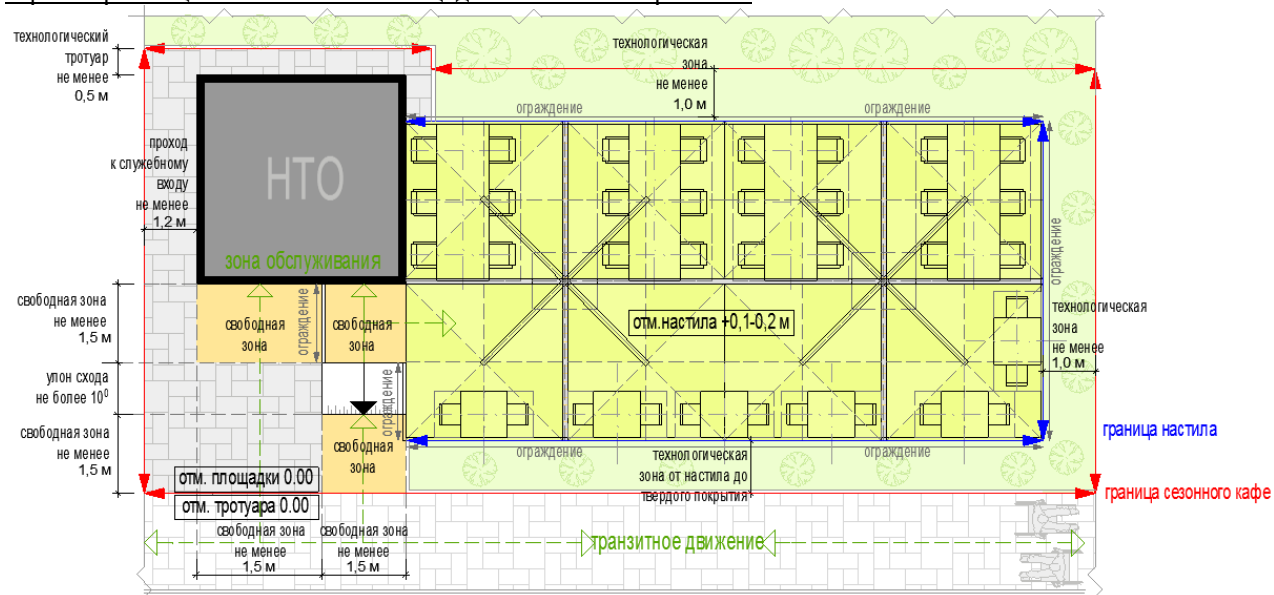 технологический
тротуар
не менее
0,5 м
технологическая
зона
не менее
1,0 м
ограждение
ограждение
проход
к служебному
входу
не менее
1,2 м
НТО
зона обслуживания
ограждение
свободная зона
не менее
1,5 м
свободная
зона
ограждение
свободная
зона
отм.настила +0,1-0,2 м
технологическая
зона
не менее
1,0 м
улон схода
не более 10⁰
ограждение
свободная зона
не менее
1,5 м
свободная
зона
ограждение
ограждение
технологическая
зона от настила до
твердого покрытия
граница настила
отм. площадки 0.00
отм. тротуара 0.00
граница сезонного кафе
свободная зона
не менее
1,5 м
свободная зона
не менее
1,5 м
транзитное движение